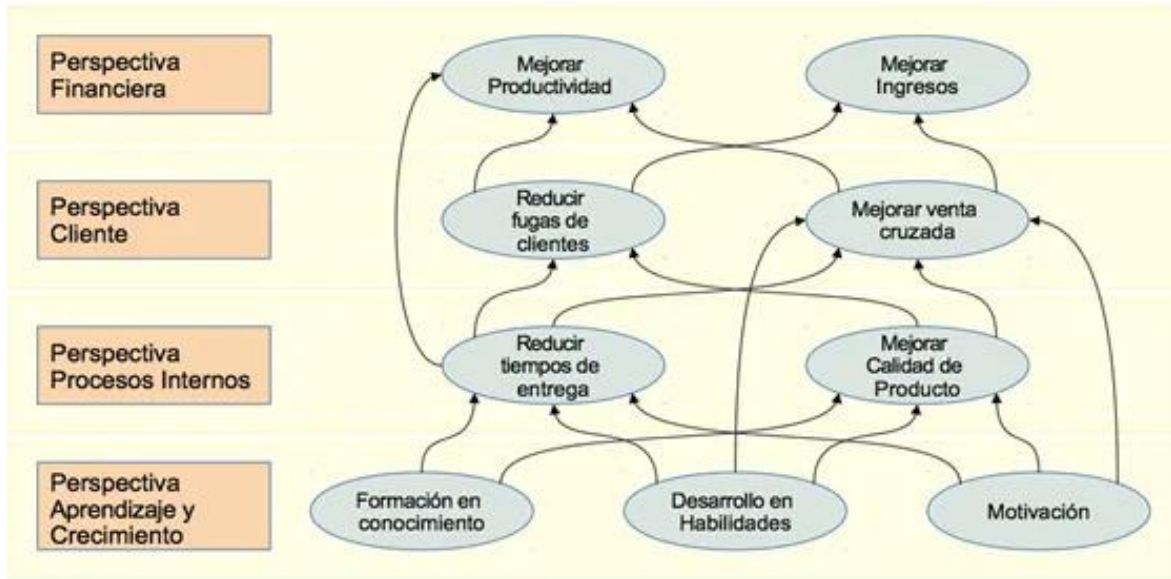 Perspectiva
Financiera
Mejorar
Productividad
Mejorar
Ingresos
Perspectiva
Cliente
Reducir
fugas de
clientes
Mejorar venta
cruzada
Perspectiva
Procesos Internos
Reducir
tiempos de
entrega
Mejorar
Calidad de
Producto
Perspectiva
Aprendizaje y
Crecimiento
Formación en
conocimiento
Desarrollo en
Habilidades
Motivación